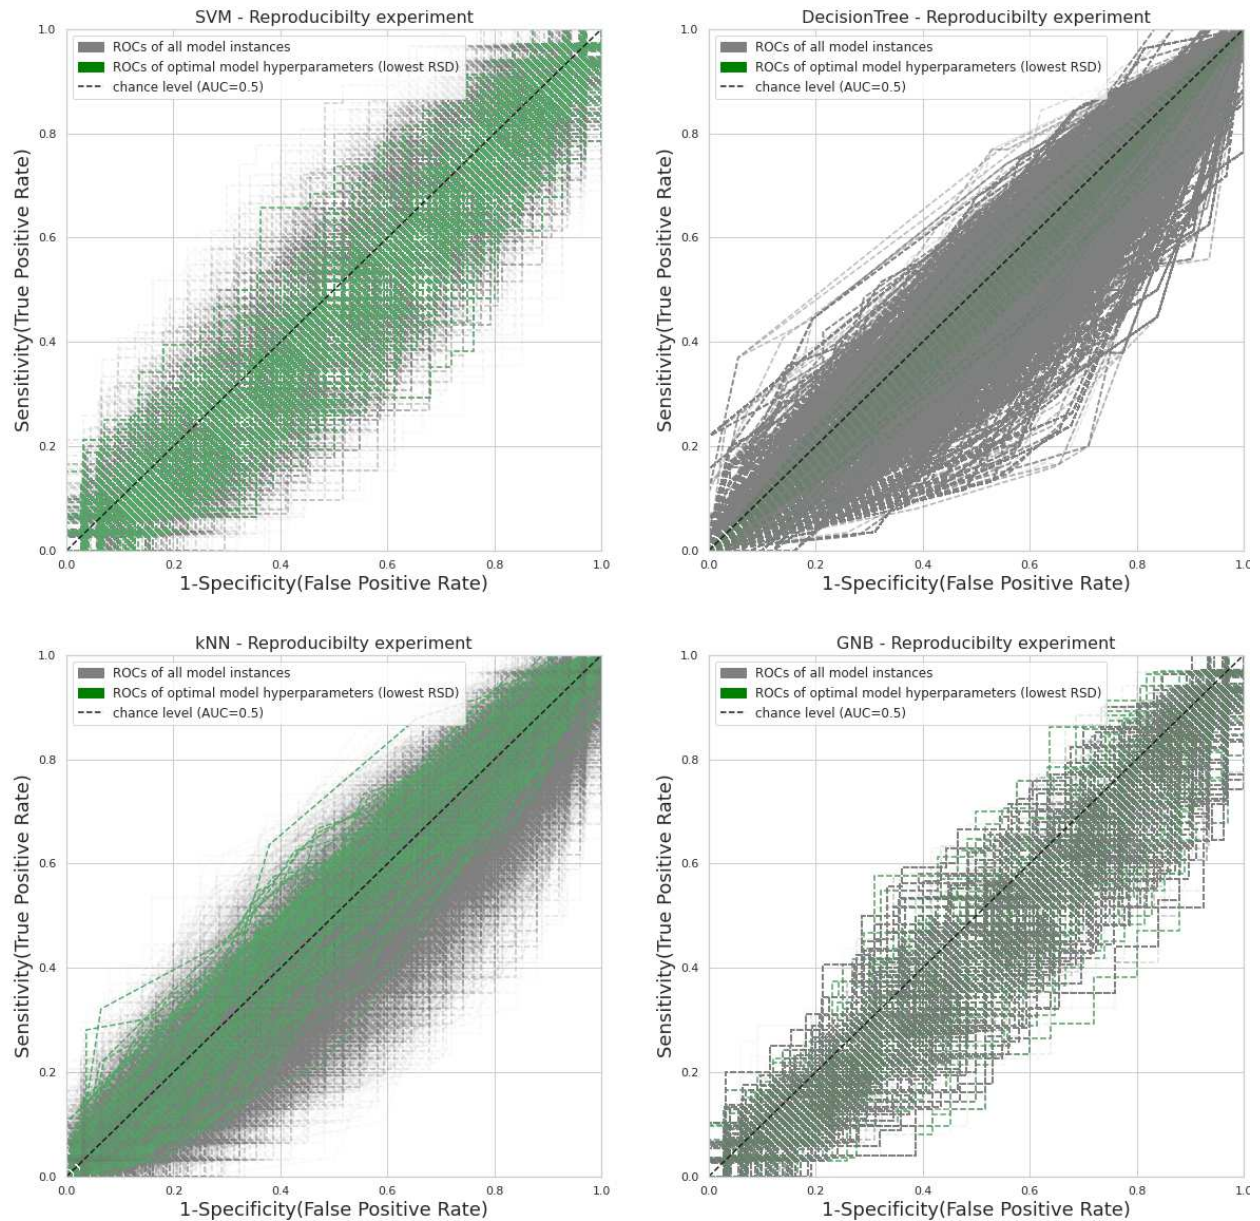 SVM - Reproducibilty experiment
ROCs of all model instances
ROCs of optimal model hyperparameters (lowest RSD)
chance level (AUC=0.5)
1.0
0.8
0.6
0.4
0.2
0.0
Sensitivity(True Positive Rate)
0.0 0.2 0.4 0.6 0.8 1.0
1-Specificity(False Positive Rate)
DecisionTree - Reproducibilty experiment
ROCs of all model instances
ROCs of optimal model hyperparameters (lowest RSD)
chance level (AUC=0.5)
1.0
0.8
0.6
0.4
0.2
0.0
Sensitivity(True Positive Rate)
0.0 0.2 0.4 0.6 0.8 1.0
1-Specificity(False Positive Rate)
kNN - Reproducibilty experiment
ROCs of all model instances
ROCs of optimal model hyperparameters (lowest RSD)
chance level (AUC=0.5)
1.0
0.8
0.6
0.4
0.2
0.0
Sensitivity(True Positive Rate)
0.0 0.2 0.4 0.6 0.8 1.0
1-Specificity(False Positive Rate)
GNB - Reproducibilty experiment
ROCs of all model instances
ROCs of optimal model hyperparameters (lowest RSD)
chance level (AUC=0.5)
1.0
0.8
0.6
0.4
0.2
0.0
Sensitivity(True Positive Rate)
0.0 0.2 0.4 0.6 0.8 1.0
1-Specificity(False Positive Rate)